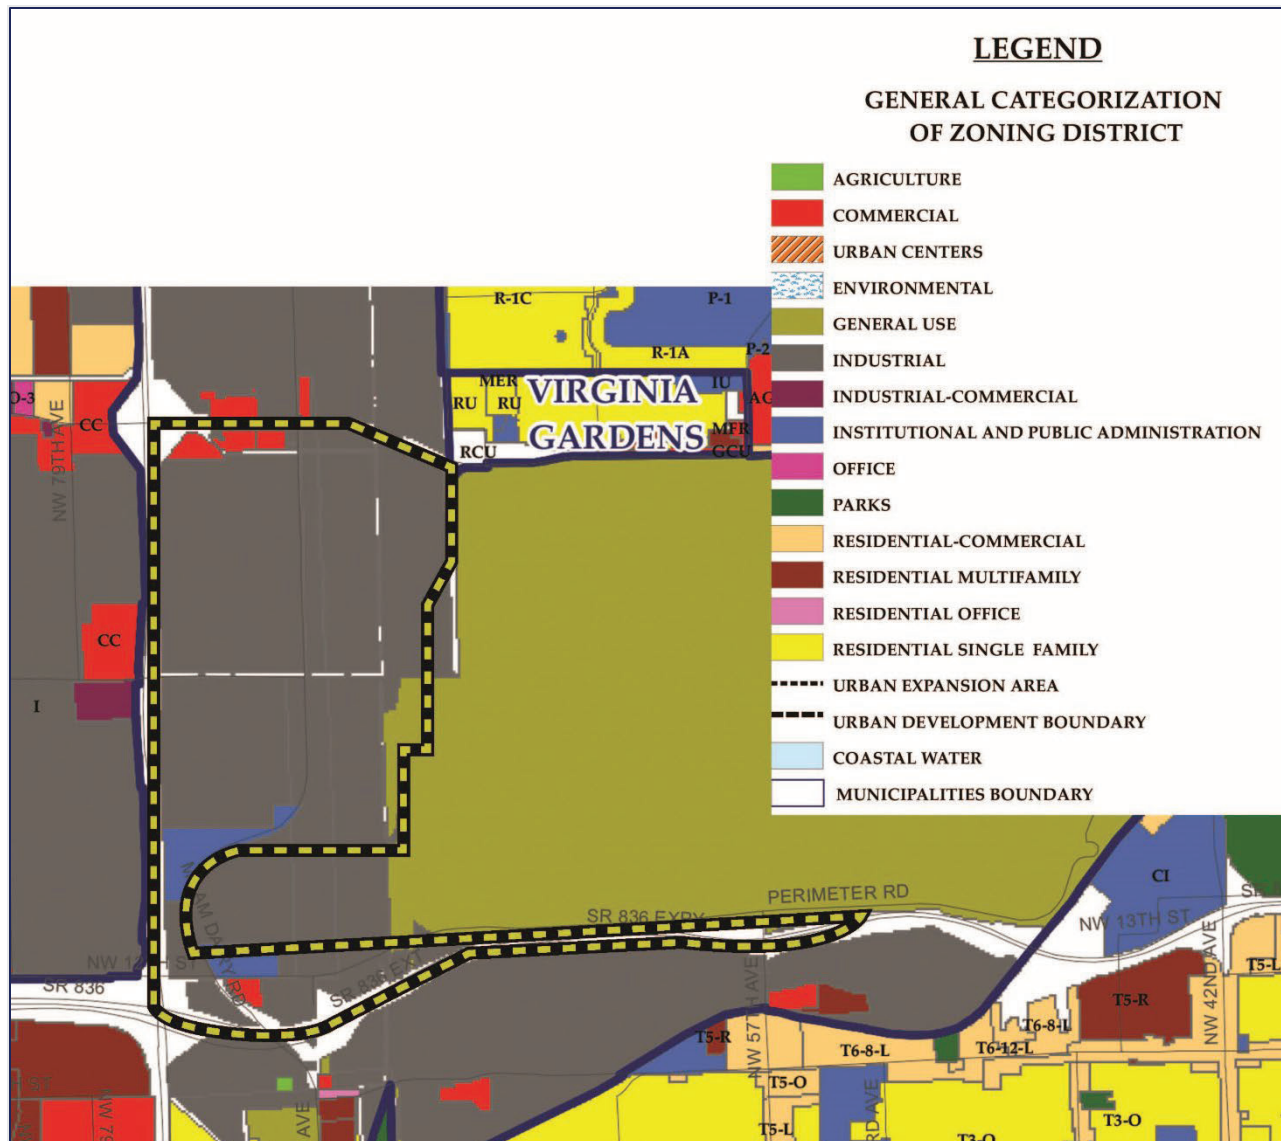 LEGEND
GENERAL CATEGORIZATION
OF ZONING DISTRICT
AGRICULTURE
COMMERCIAL
URBAN CENTERS
ENVIRONMENTAL
GENERAL USE
INDUSTRIAL
INDUSTRIAL-COMMERCIAL
INSTITUTIONAL AND PUBLIC ADMINISTRATION
OFFICE
PARKS
RESIDENTIAL-COMMERCIAL
RESIDENTIAL MULTIFAMILY
RESIDENTIAL OFFICE
RESIDENTIAL SINGLE FAMILY
URBAN EXPANSION AREA
URBAN DEVELOPMENT BOUNDARY
COASTAL WATER
MUNICIPALITIES BOUNDARY
R-1C
P-1
R-1A
P-2
MER
IU
VIRGINIA
GARDENS
RU
RU
AG
MFR
RCU
GCU
O-3
CC
NW 79TH AVE
CC
I
PERIMETER RD
SR 836 EXPY
CI
NW 13TH ST
NW 42ND AVE
SR 836
NW 57TH AVE
T5-L
T5-R
T6-8-L
T5-R
T6-8-L
T6-12-L
T5-O
T5-L
T3-O
T3-O
AVE